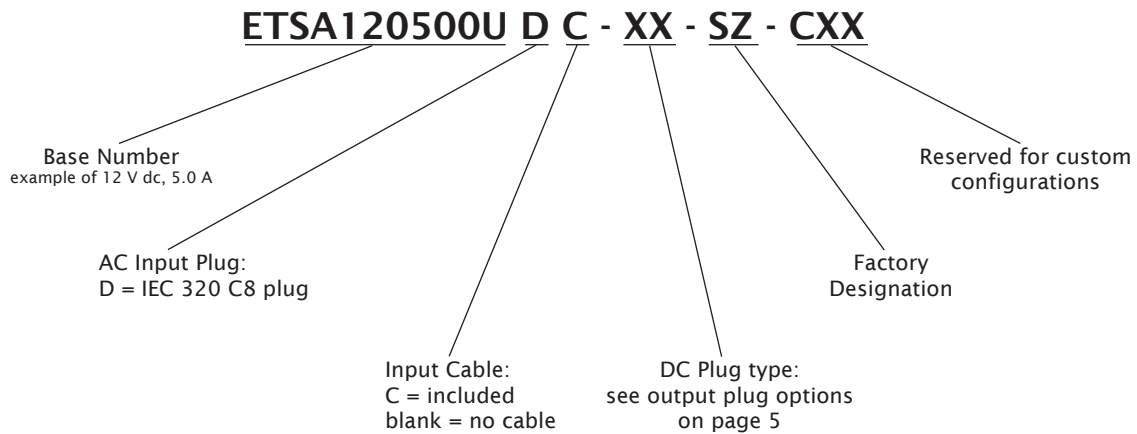 ETSA120500U D C - XX - SZ - CXX
Base Number
example of 12 V dc, 5.0 A
Reserved for custom
configurations
AC Input Plug:
D = IEC 320 C8 plug
Factory
Designation
Input Cable:
C = included
blank = no cable
DC Plug type:
see output plug options
on page 5